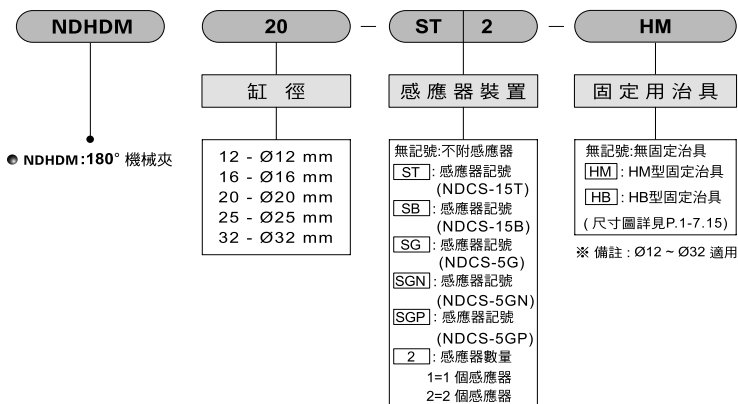 NDHDM 20 — ST 2 — HM
缸 徑
感應器裝置
固定用治具
NDHDM:180° 機械夾
12 - Ø12 mm
16 - Ø16 mm
20 - Ø20 mm
25 - Ø25 mm
32 - Ø32 mm
無記號:不附感應器
ST : 感應器記號
(NDCS-15T)
SB : 感應器記號
(NDCS-15B)
SG : 感應器記號
(NDCS-5G)
SGN : 感應器記號
(NDCS-5GN)
SGP : 感應器記號
(NDCS-5GP)
2 : 感應器數量
1=1 個感應器
2=2 個感應器
無記號:無固定治具
HM : HM型固定治具
HB : HB型固定治具
( 尺寸圖詳見P.1-7.15)
※ 備註 : Ø12 ~ Ø32 適用